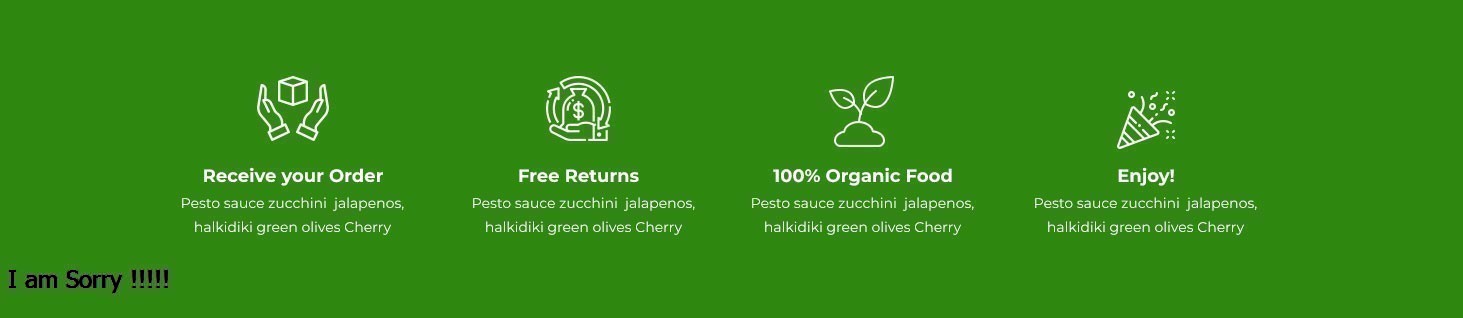 Receive your Order
Pesto sauce zucchini jalapenos,
halkidiki green olives Cherry
Free Returns
Pesto sauce zucchini jalapenos,
halkidiki green olives Cherry
100% Organic Food
Pesto sauce zucchini jalapenos,
halkidiki green olives Cherry
Enjoy!
Pesto sauce zucchini jalapenos,
halkidiki green olives Cherry
I am Sorry !!!!!